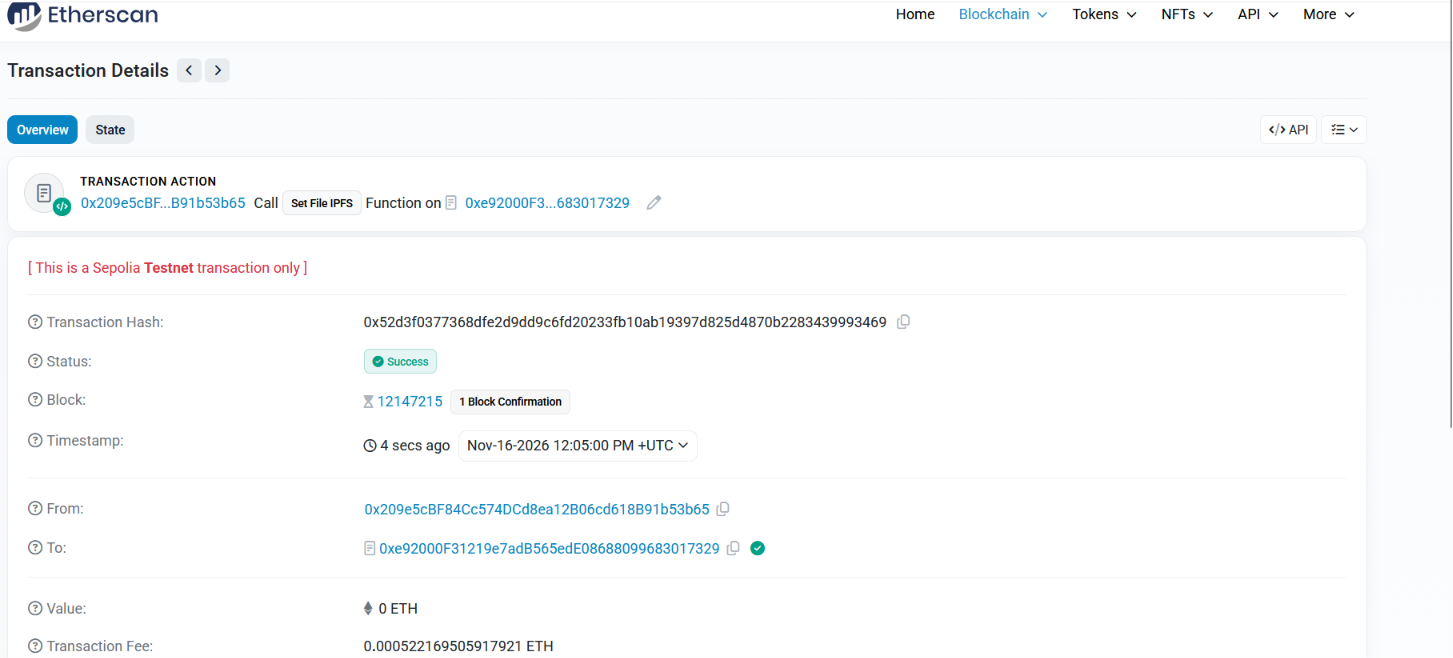 Etherscan
Home Blockchain Tokens NFTs API More
Transaction Details
Overview State
</> API
TRANSACTION ACTION
0x209e5cBF...B91b53b65 Call Set File IPFS Function on 0xe92000F3...683017329
[ This is a Sepolia Testnet transaction only ]
Transaction Hash: 0x52d3f0377368dfe2d9dd9c6fd20233fb10ab19397d825d4870b2283439993469
Status: Success
Block: 12147215 1 Block Confirmation
Timestamp: 4 secs ago Nov-16-2026 12:05:00 PM +UTC
From: 0x209e5cBF84Cc574DCd8ea12B06cd618B91b53b65
To: 0xe92000F31219e7adB565edE08688099683017329
Value: 0 ETH
Transaction Fee: 0.000522169505917921 ETH